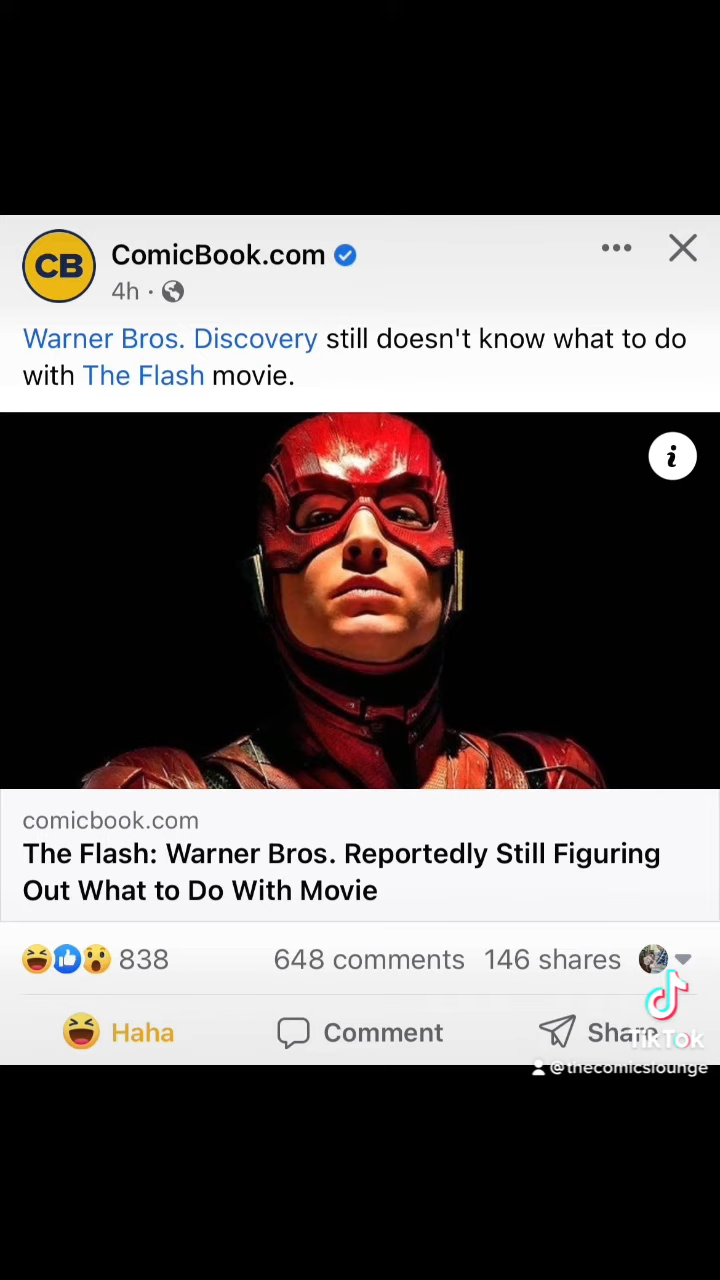 CB
ComicBook.com
4h ·
Warner Bros. Discovery still doesn't know what to do
with The Flash movie.
i
comicbook.com
The Flash: Warner Bros. Reportedly Still Figuring
Out What to Do With Movie
838 648 comments 146 shares
Haha Comment Share
TikTok
@thecomicslounge